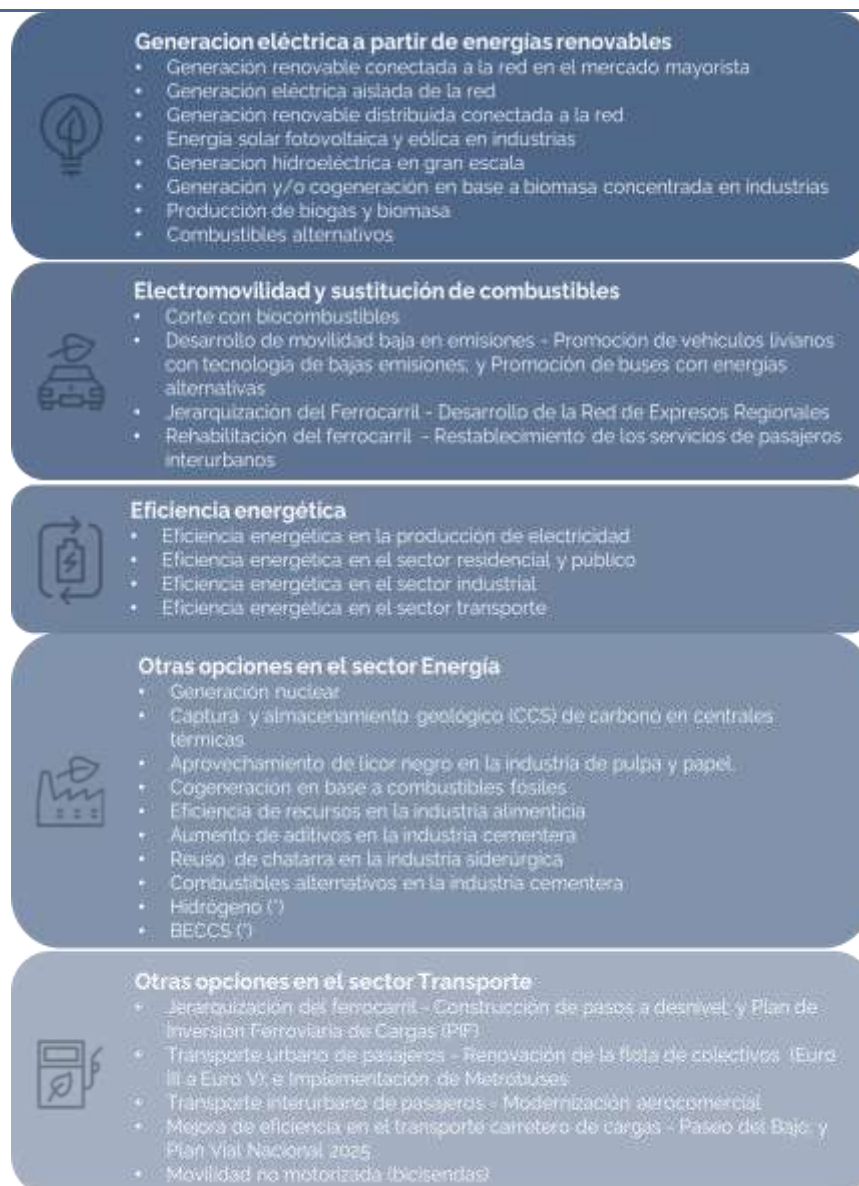 Generacion eléctrica a partir de energías renovables
• Generación renovable conectada a la red en el mercado mayorista
• Generación eléctrica aislada de la red
• Generación renovable distribuida conectada a la red
• Energía solar fotovoltaica y eólica en industrias
• Generacion hidroeléctrica en gran escala
• Generación y/o cogeneración en base a biomasa concentrada en industrias
• Producción de biogas y biomasa
• Combustibles alternativos
Electromovilidad y sustitución de combustibles
• Corte con biocombustibles
• Desarrollo de movilidad baja en emisiones - Promoción de vehículos livianos
con tecnología de bajas emisiones; y Promoción de buses con energías
alternativas
• Jerarquización del Ferrocarril - Desarrollo de la Red de Expresos Regionales
• Rehabilitación del ferrocarril - Restablecimiento de los servicios de pasajeros
interurbanos
Eficiencia energética
• Eficiencia energética en la producción de electricidad
• Eficiencia energética en el sector residencial y público
• Eficiencia energética en el sector industrial
• Eficiencia energética en el sector transporte
Otras opciones en el sector Energía
• Generación nuclear
• Captura y almacenamiento geológico (CCS) de carbono en centrales
térmicas
• Aprovechamiento de licor negro en la industria de pulpa y papel.
• Cogeneración en base a combustibles fósiles
• Eficiencia de recursos en la industria alimenticia
• Aumento de aditivos en la industria cementera
• Reuso de chatarra en la industria siderúrgica
• Combustibles alternativos en la industria cementera
• Hidrógeno (*)
• BECCS (*)
Otras opciones en el sector Transporte
• Jerarquización del ferrocarril - Construcción de pasos a desnivel; y Plan de
Inversión Ferroviaria de Cargas (PIF)
• Transporte urbano de pasajeros - Renovación de la flota de colectivos (Euro
III a Euro V); e Implementación de Metrobuses
• Transporte interurbano de pasajeros - Modernización aerocomercial
• Mejora de eficiencia en el transporte carretero de cargas - Paseo del Bajo; y
Plan Vial Nacional 2025
• Movilidad no motorizada (bicisendas)